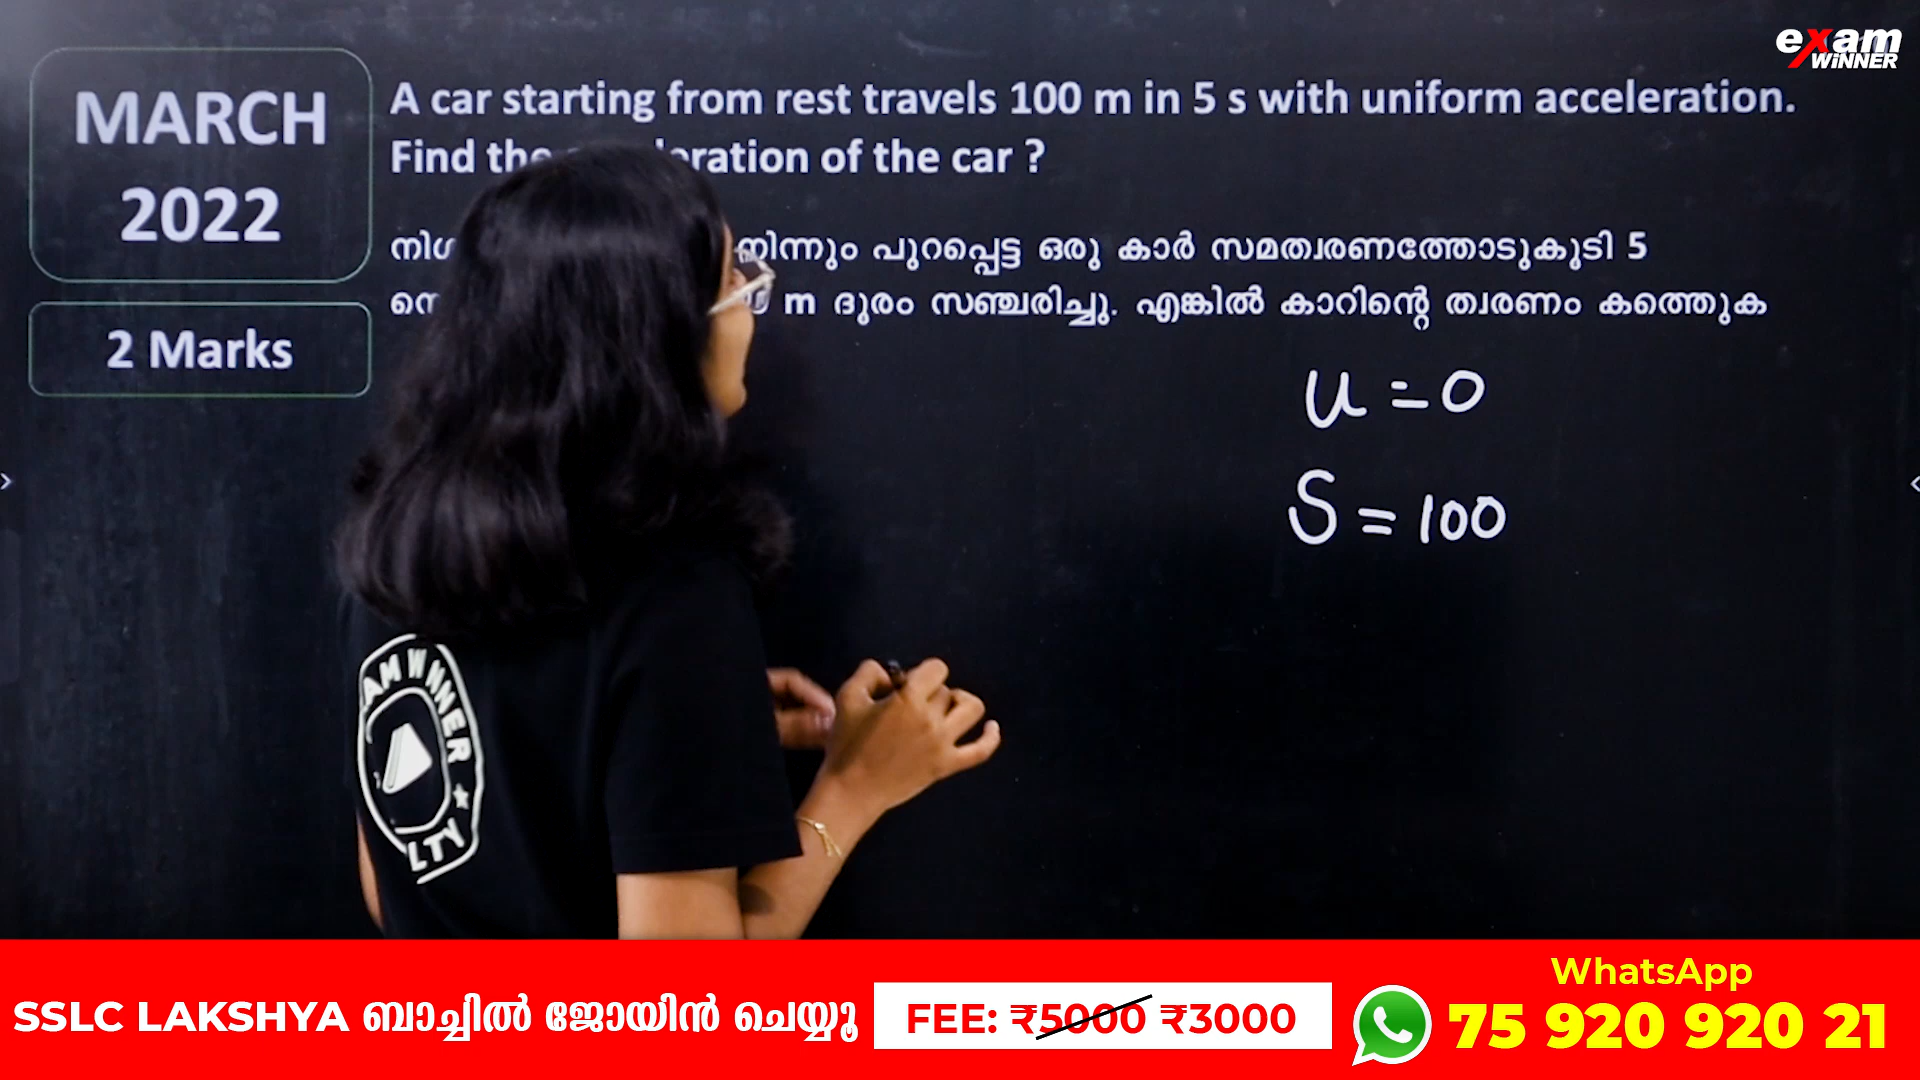 exam
WiNNER
MARCH
2022
2 Marks
A car starting from rest travels 100 m in 5 s with uniform acceleration.
Find the of the car ?
നിന്നും പുറപ്പെട്ട ഒരു കാർ സമത്വരണത്തോടുകൂടി 5
m ദൂരം സഞ്ചരിച്ചു. എങ്കിൽ കാറിന്റെ ത്വരണം കത്തെുക
u = 0
S = 100
SSLC LAKSHYA ബാച്ചിൽ ജോയിൻ ചെയ്യൂ
FEE: ₹5000 ₹3000
WhatsApp
75 920 920 21